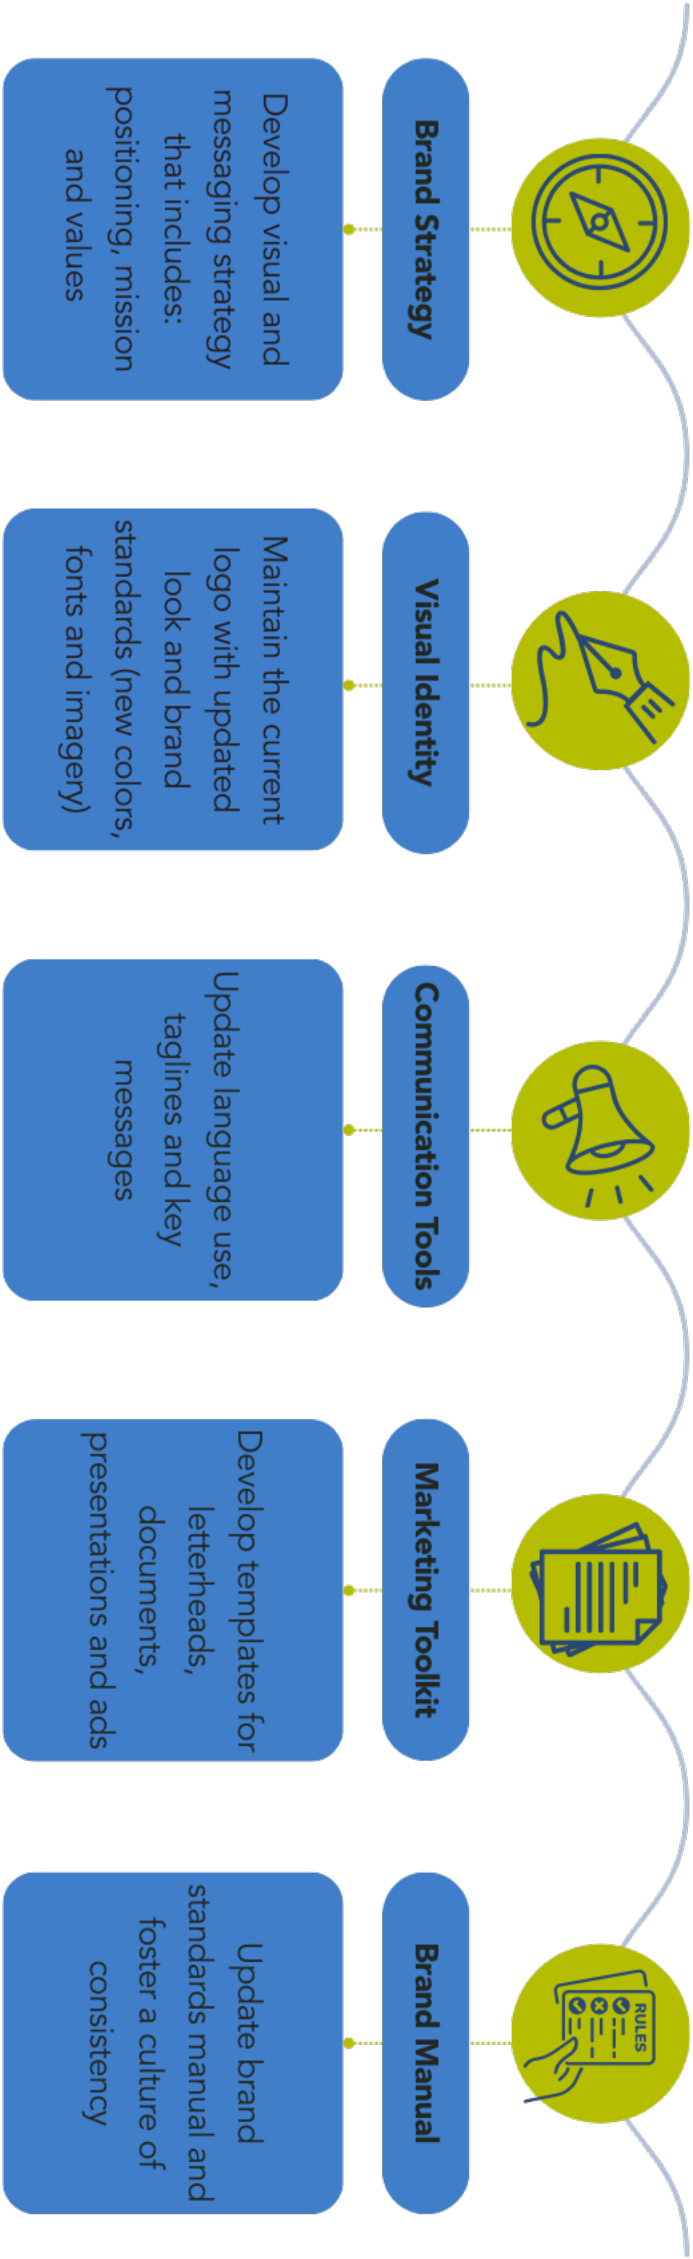 Brand Strategy
Develop visual and
messaging strategy
that includes:
positioning, mission
and values
Visual Identity
Maintain the current
logo with updated
look and brand
standards (new colors,
fonts and imagery)
Communication Tools
Update language use,
taglines and key
messages
Marketing Toolkit
Develop templates for
letterheads,
documents,
presentations and ads
RULES
Brand Manual
Update brand
standards manual and
foster a culture of
consistency